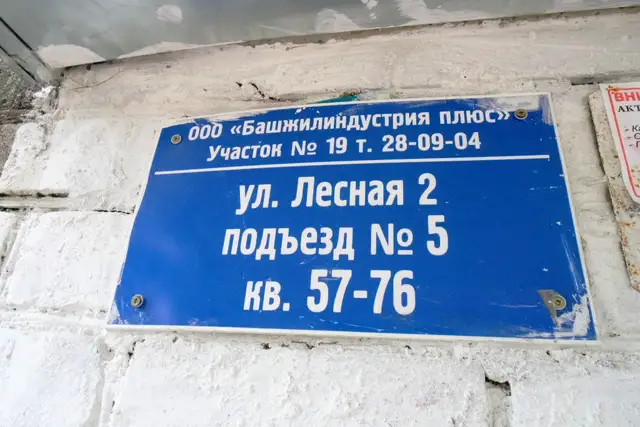 ООО «Башжилиндустрия плюс»
Участок № 19 т. 28-09-04
ул. Лесная 2
подъезд № 5
кв. 57-76